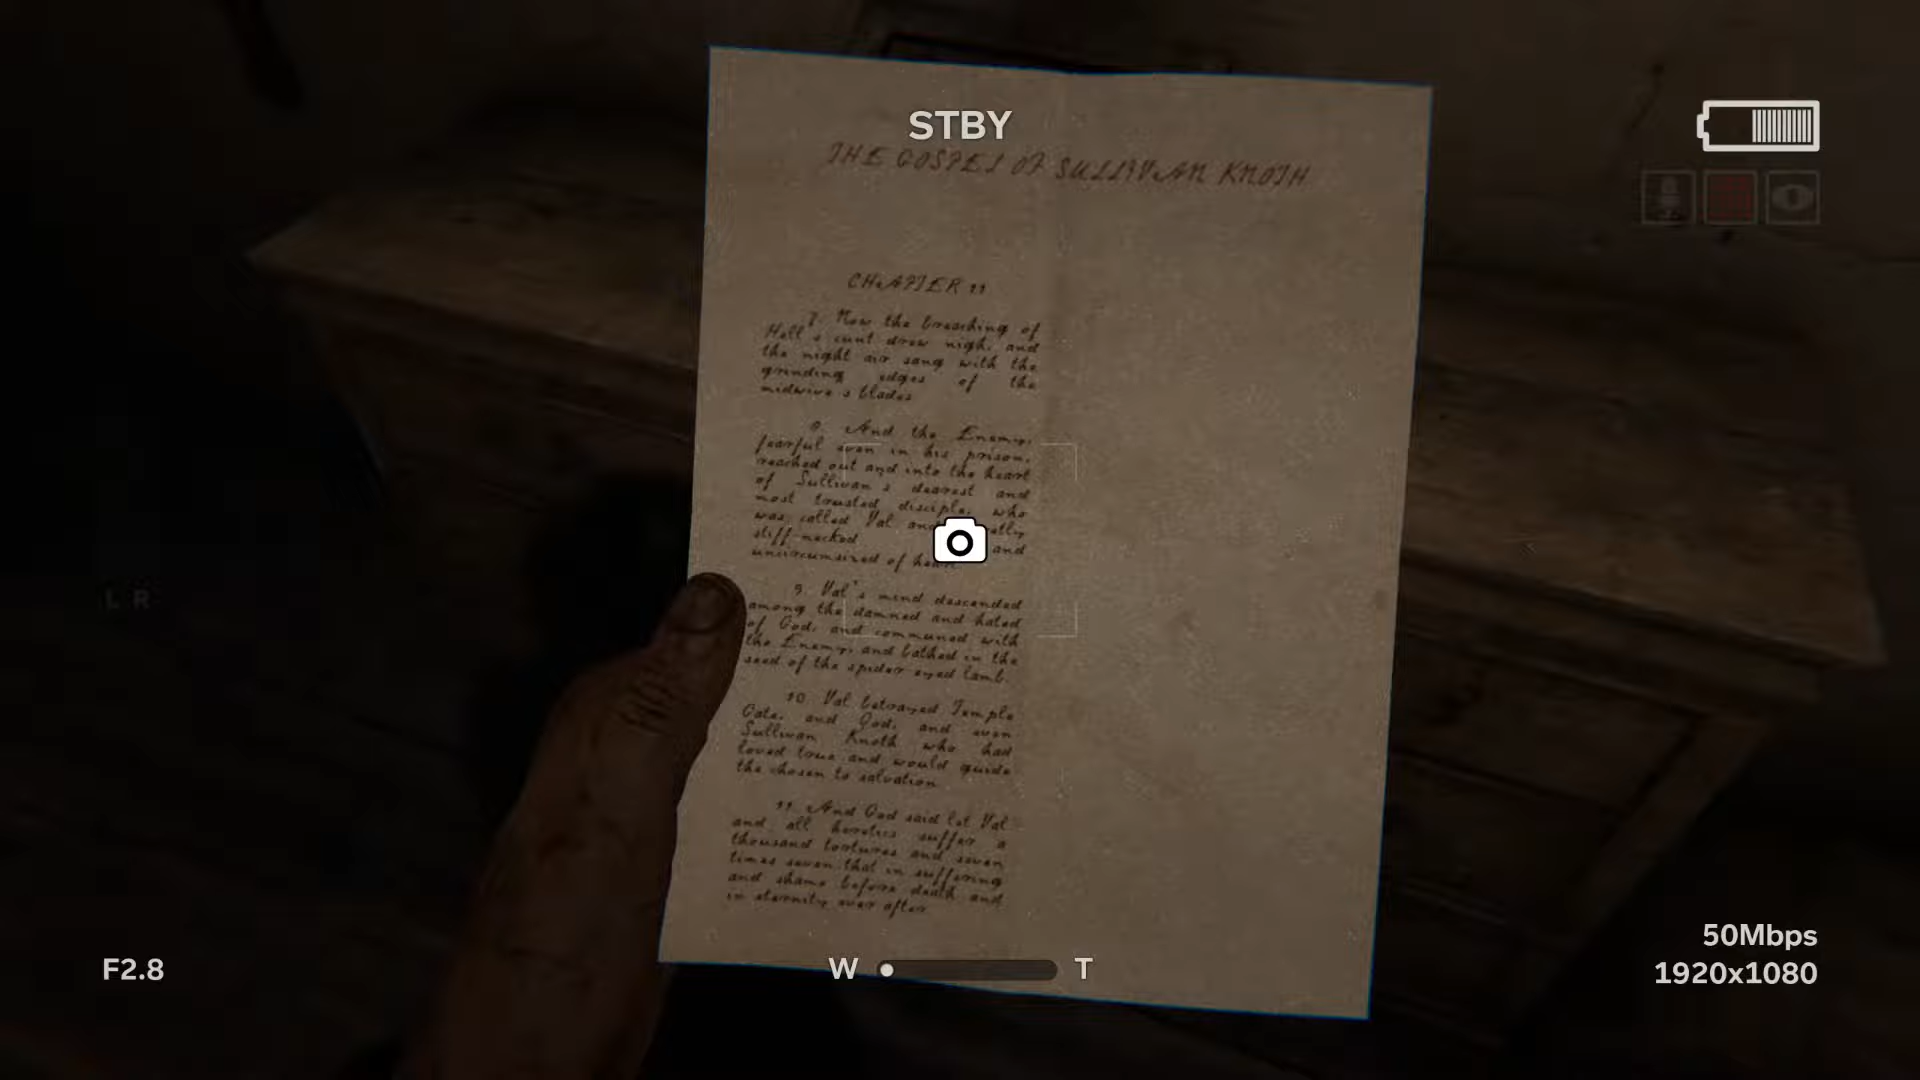 STBY
THE GOSPEL OF SULLIVAN KNOTH
CHAPTER 11
7. Now the breaching of
Hell's cunt drew nigh, and
the night air sang with the
grinding edges of the
midwive's blades
8. And the Enemy,
fearful even in his prison,
reached out and into the heart
of Sullivan's dearest and
most trusted disciple, who
was called Val and
stiff-necked and
uncircumsized of heart
9. Val's mind descended
among the damned and hated
of God, and communed with
the Enemy, and bathed in the
seed of the spider eyed lamb.
10. Val betrayed Temple
Gate, and God, and even
Sullivan Knoth who had
loved true and would guide
the chosen to salvation
11. And God said let Val
and all heretics suffer a
thousand tortures and seven
times seven that in suffering
and shame before death and
in eternity ever after
L R
F2.8
W T
50Mbps
1920x1080